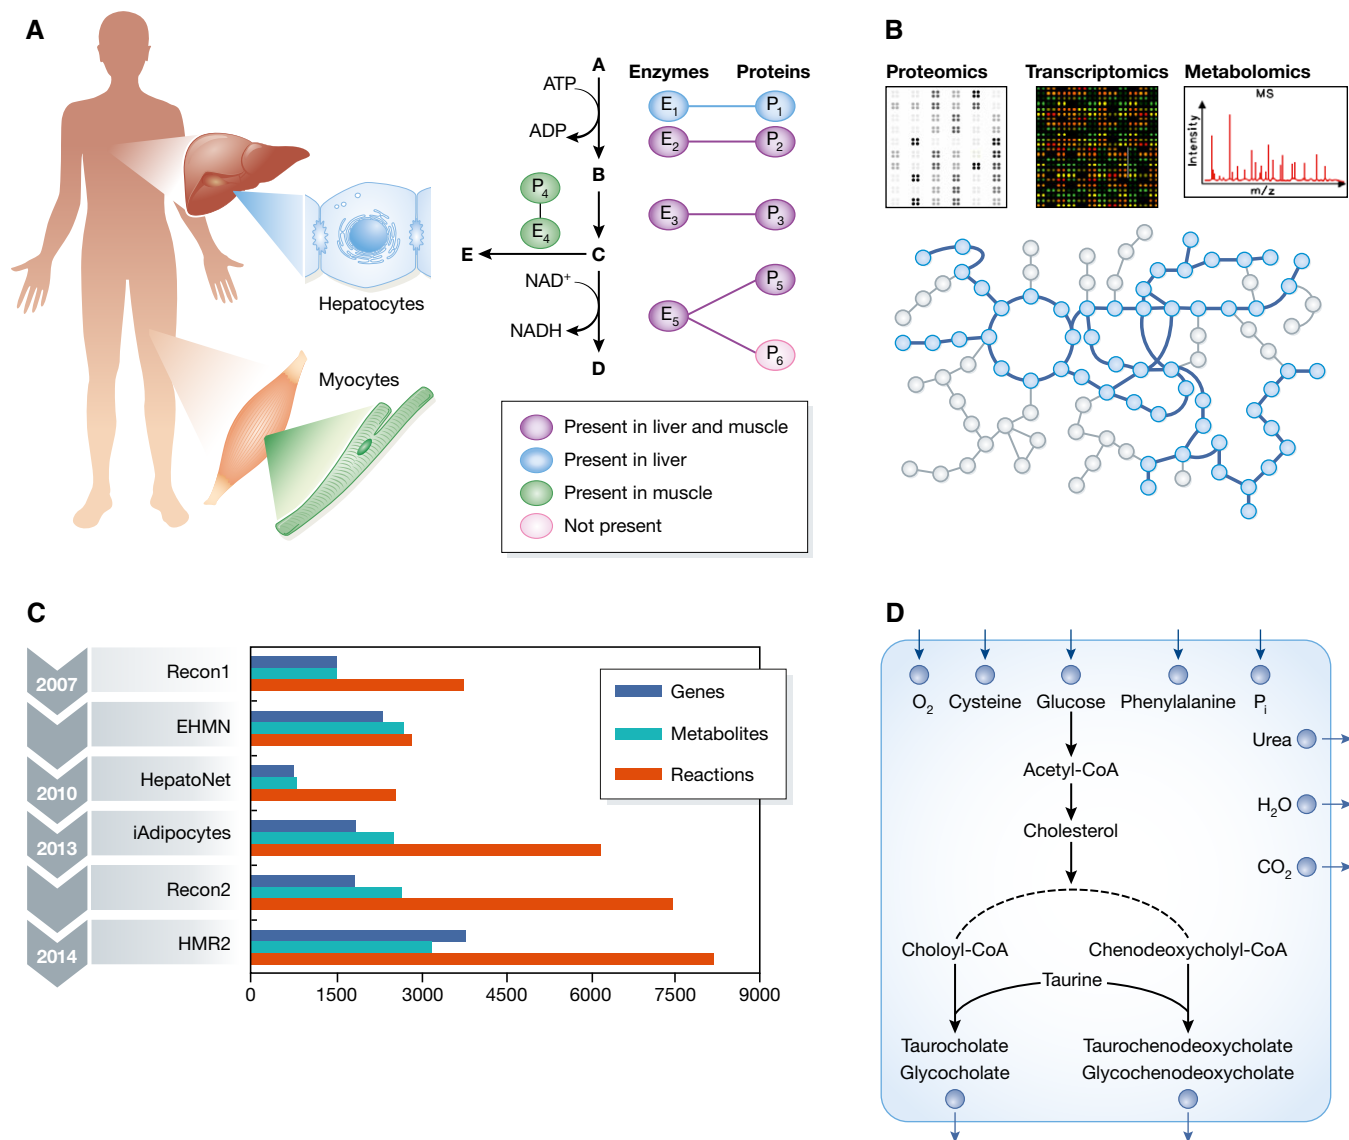 A
A
ATP
ADP
B
C
E
NAD⁺
NADH
D
Enzymes
Proteins
E₁
P₁
E₂
P₂
P₄
E₄
E₃
P₃
E₅
P₅
P₆
Hepatocytes
Myocytes
Present in liver and muscle
Present in liver
Present in muscle
Not present
B
Proteomics
Transcriptomics
Metabolomics
MS
Intensity
m/z
C
2007
2010
2013
2014
Recon1
EHMN
HepatoNet
iAdipocytes
Recon2
HMR2
Genes
Metabolites
Reactions
0 1500 3000 4500 6000 7500 9000
D
O₂ Cysteine Glucose Phenylalanine Pᵢ
Urea
Acetyl-CoA
H₂O
Cholesterol
CO₂
Choloyl-CoA Chenodeoxycholyl-CoA
Taurine
Taurocholate Taurochenodeoxycholate
Glycocholate Glycochenodeoxycholate